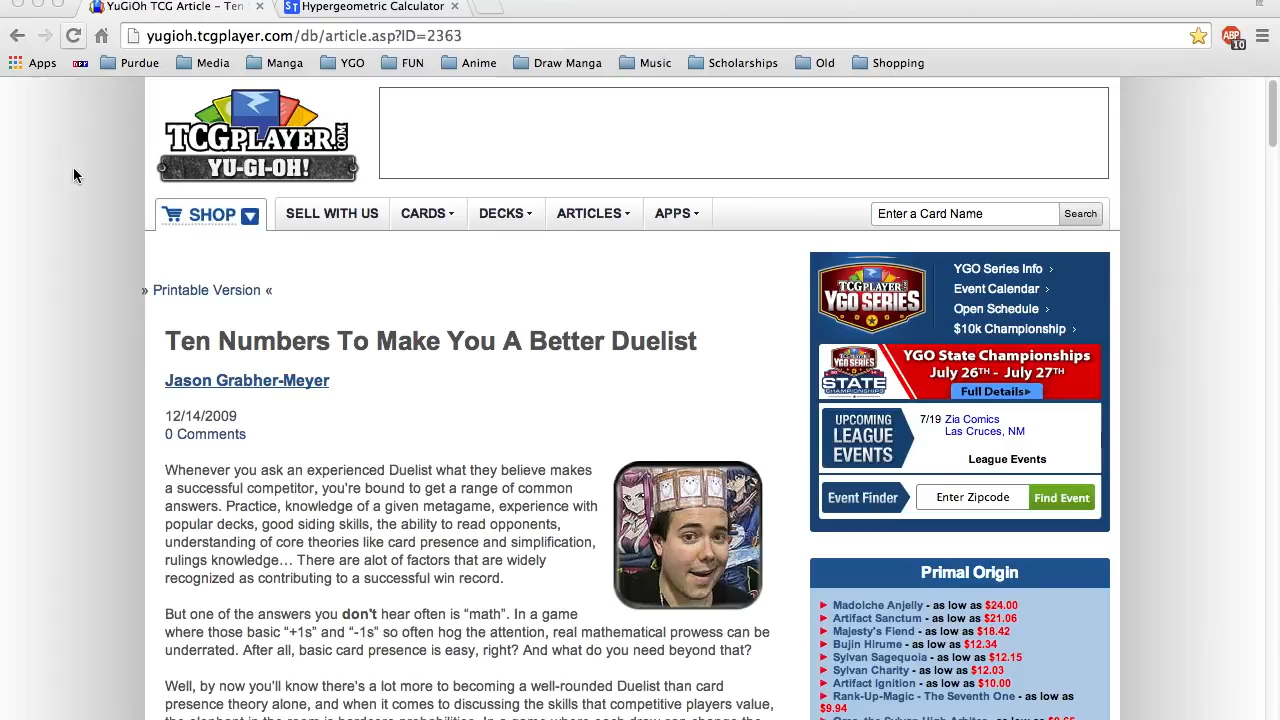 YuGiOh TCG Article – Ten
Hypergeometric Calculator
yugioh.tcgplayer.com/db/article.asp?ID=2363
ABP
10
Apps
Purdue
Media
Manga
YGO
FUN
Anime
Draw Manga
Music
Scholarships
Old
Shopping
TCGPLAYER.COM
YU-GI-OH!
SHOP
SELL WITH US
CARDS
DECKS
ARTICLES
APPS
Enter a Card Name
Search
» Printable Version «
Ten Numbers To Make You A Better Duelist
Jason Grabher-Meyer
12/14/2009
0 Comments
Whenever you ask an experienced Duelist what they believe makes
a successful competitor, you're bound to get a range of common
answers. Practice, knowledge of a given metagame, experience with
popular decks, good siding skills, the ability to read opponents,
understanding of core theories like card presence and simplification,
rulings knowledge… There are alot of factors that are widely
recognized as contributing to a successful win record.
But one of the answers you don't hear often is “math”. In a game
where those basic “+1s” and “-1s” so often hog the attention, real mathematical prowess can be
underrated. After all, basic card presence is easy, right? And what do you need beyond that?
Well, by now you'll know there's a lot more to becoming a well-rounded Duelist than card
presence theory alone, and when it comes to discussing the skills that competitive players value,
TCGPLAYER
YGO SERIES
YGO Series Info ›
Event Calendar ›
Open Schedule ›
$10k Championship ›
YGO SERIES
STATE
YGO State Championships
July 26TH - July 27TH
Full Details►
UPCOMING
LEAGUE
EVENTS
7/19 Zia Comics
Las Cruces, NM
League Events
Event Finder
Enter Zipcode
Find Event
Primal Origin
Madolche Anjelly - as low as $24.00
Artifact Sanctum - as low as $21.06
Majesty's Fiend - as low as $18.42
Bujin Hirume - as low as $12.34
Sylvan Sagequoia - as low as $12.15
Sylvan Charity - as low as $12.03
Artifact Ignition - as low as $10.00
Rank-Up-Magic - The Seventh One - as low as
$9.94